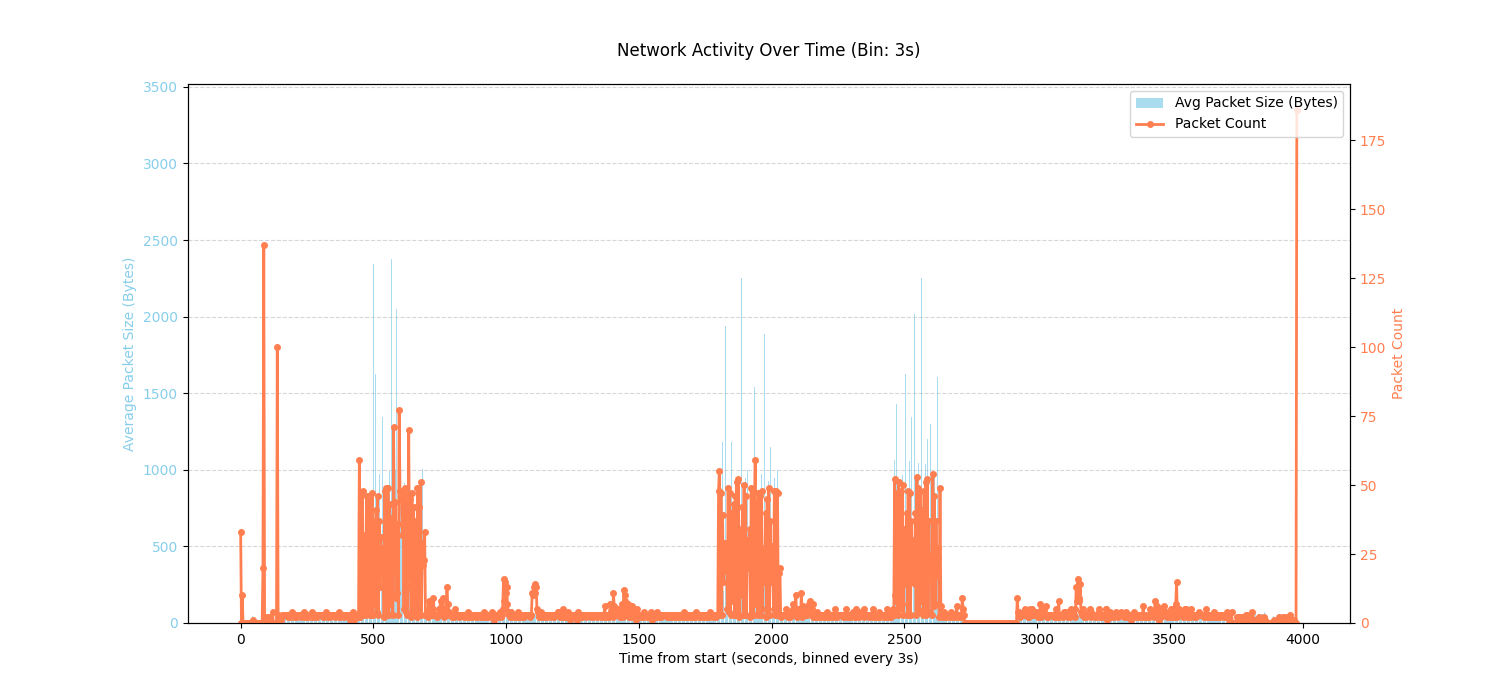 Network Activity Over Time (Bin: 3s)
Avg Packet Size (Bytes)
Packet Count
Average Packet Size (Bytes)
3500
3000
2500
2000
1500
1000
500
0
175
150
125
100
75
50
25
0
Packet Count
0 500 1000 1500 2000 2500 3000 3500 4000
Time from start (seconds, binned every 3s)